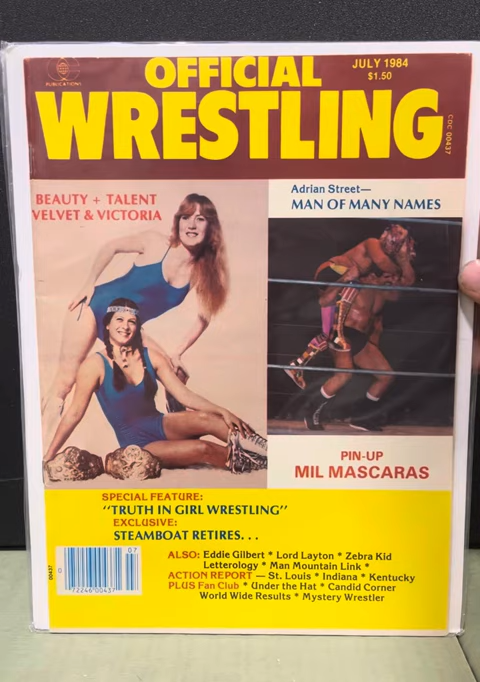 PUBLICATIONS
OFFICIAL
JULY 1984
$1.50
WRESTLING
CDC 00437
BEAUTY + TALENT
VELVET & VICTORIA
Adrian Street—
MAN OF MANY NAMES
PIN-UP
MIL MASCARAS
SPECIAL FEATURE:
"TRUTH IN GIRL WRESTLING"
EXCLUSIVE:
STEAMBOAT RETIRES. . .
ALSO: Eddie Gilbert * Lord Layton * Zebra Kid
Letterology * Man Mountain Link *
ACTION REPORT — St. Louis * Indiana * Kentucky
PLUS Fan Club * Under the Hat * Candid Corner
World Wide Results * Mystery Wrestler
00437
07
0
72246 00437